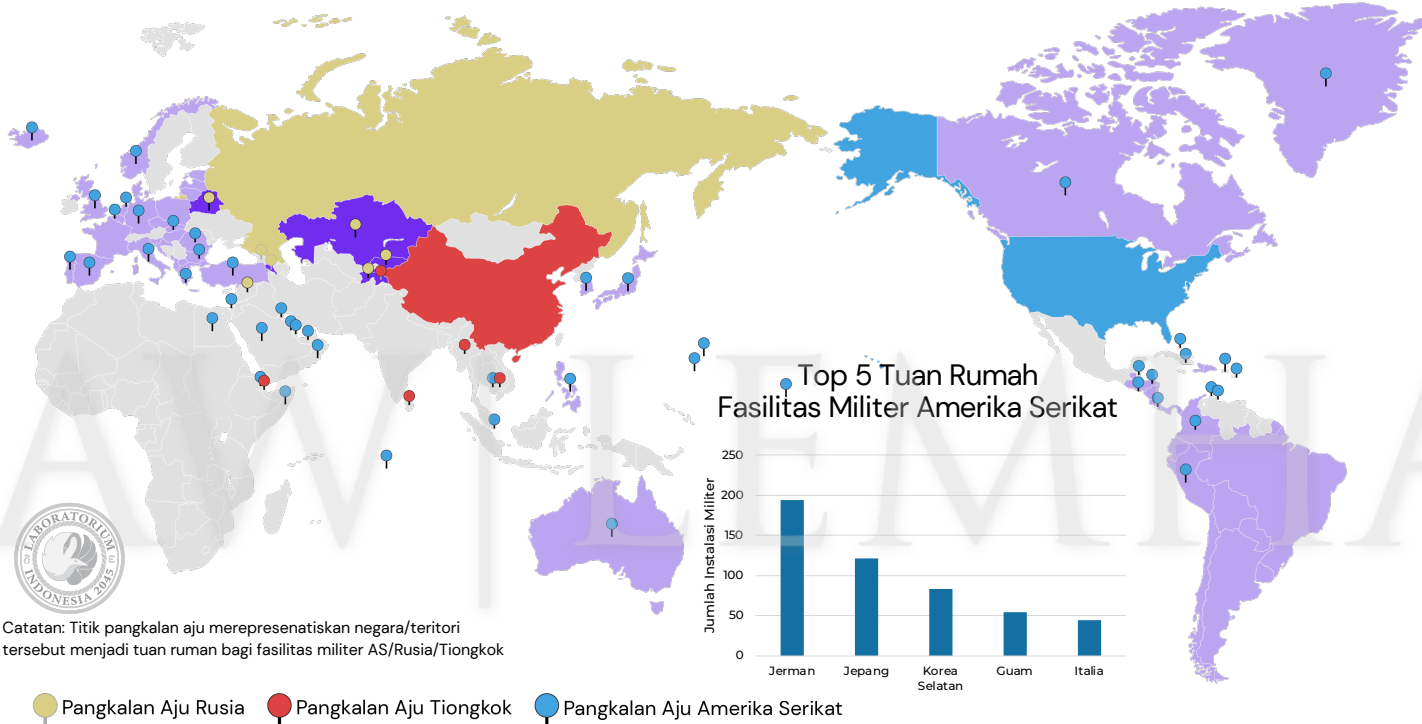 Top 5 Tuan Rumah
Fasilitas Militer Amerika Serikat
Jumlah Instalasi Militer
250
200
150
100
50
0
Jerman
Jepang
Korea
Selatan
Guam
Italia
LABORATORIUM
INDONESIA 2045
LAB 45
Catatan: Titik pangkalan aju merepresenatiskan negara/teritori
tersebut menjadi tuan ruman bagi fasilitas militer AS/Rusia/Tiongkok
Pangkalan Aju Rusia
Pangkalan Aju Tiongkok
Pangkalan Aju Amerika Serikat